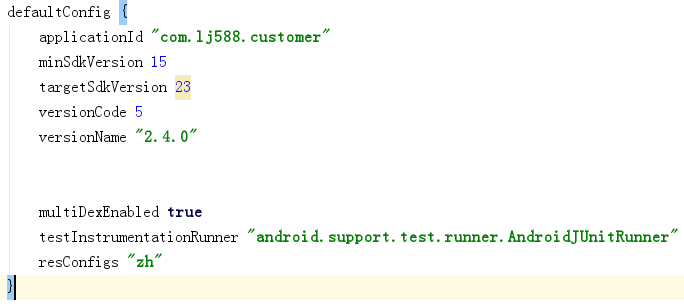 defaultConfig {
applicationId "com.lj588.customer"
minSdkVersion 15
targetSdkVersion 23
versionCode 5
versionName "2.4.0"
multiDexEnabled true
testInstrumentationRunner "android.support.test.runner.AndroidJUnitRunner"
resConfigs "zh"
}